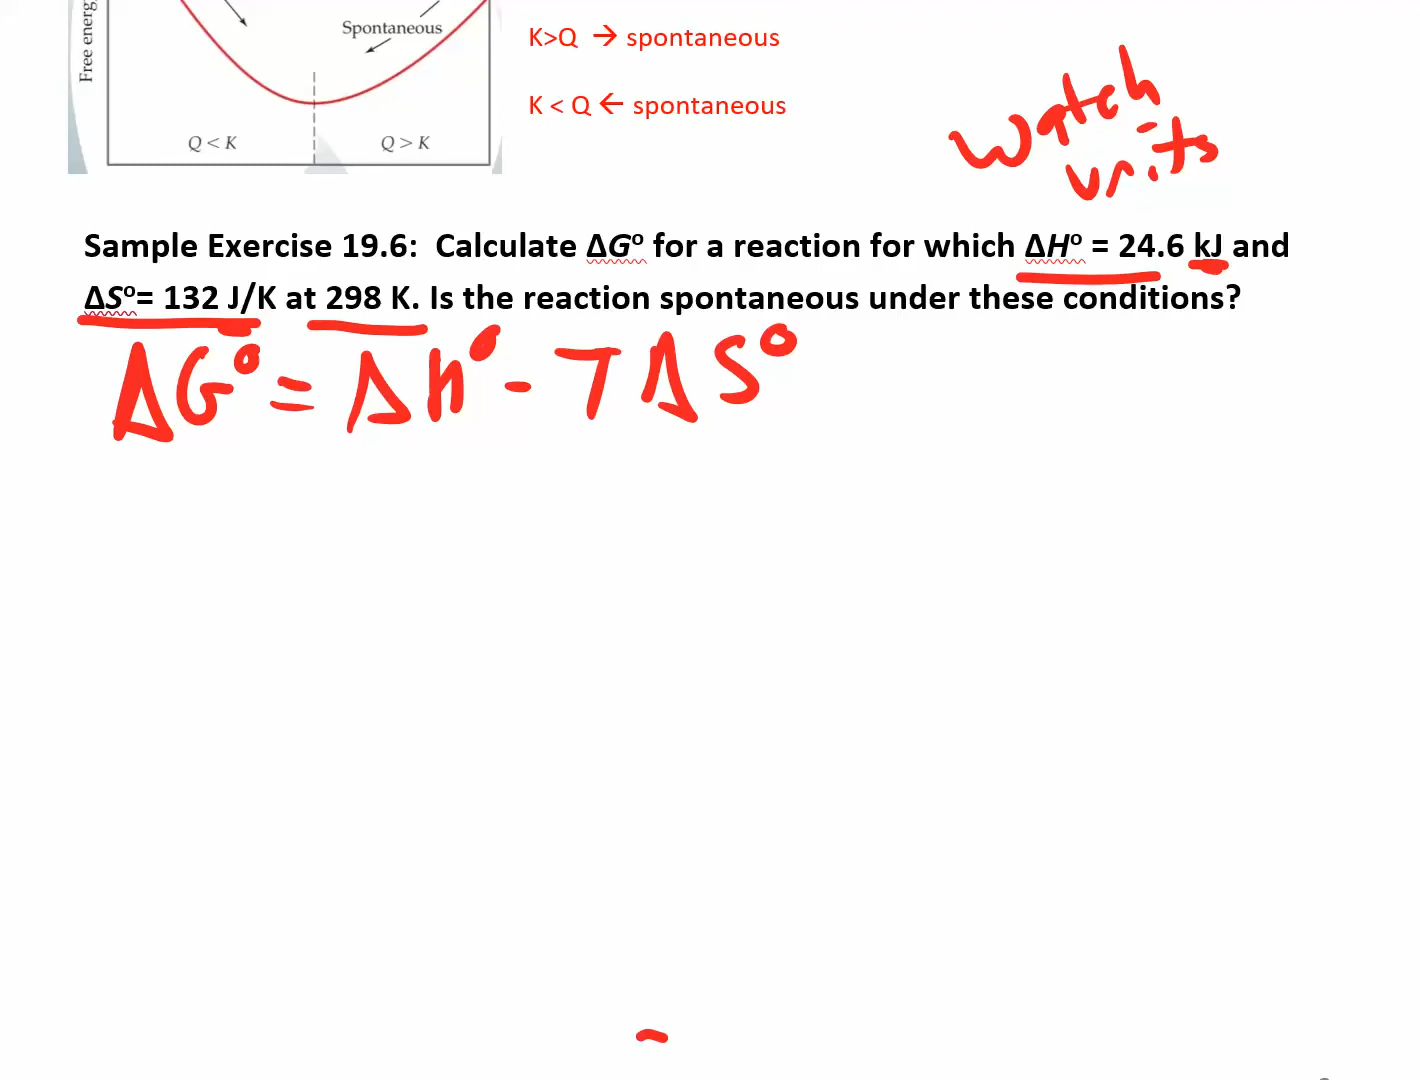 Free energy
Spontaneous
Q < K
Q > K
K>Q → spontaneous
K < Q ← spontaneous
watch
units
Sample Exercise 19.6: Calculate ΔG° for a reaction for which ΔH° = 24.6 kJ and
ΔS°= 132 J/K at 298 K. Is the reaction spontaneous under these conditions?
ΔG° = ΔH° - TΔS°